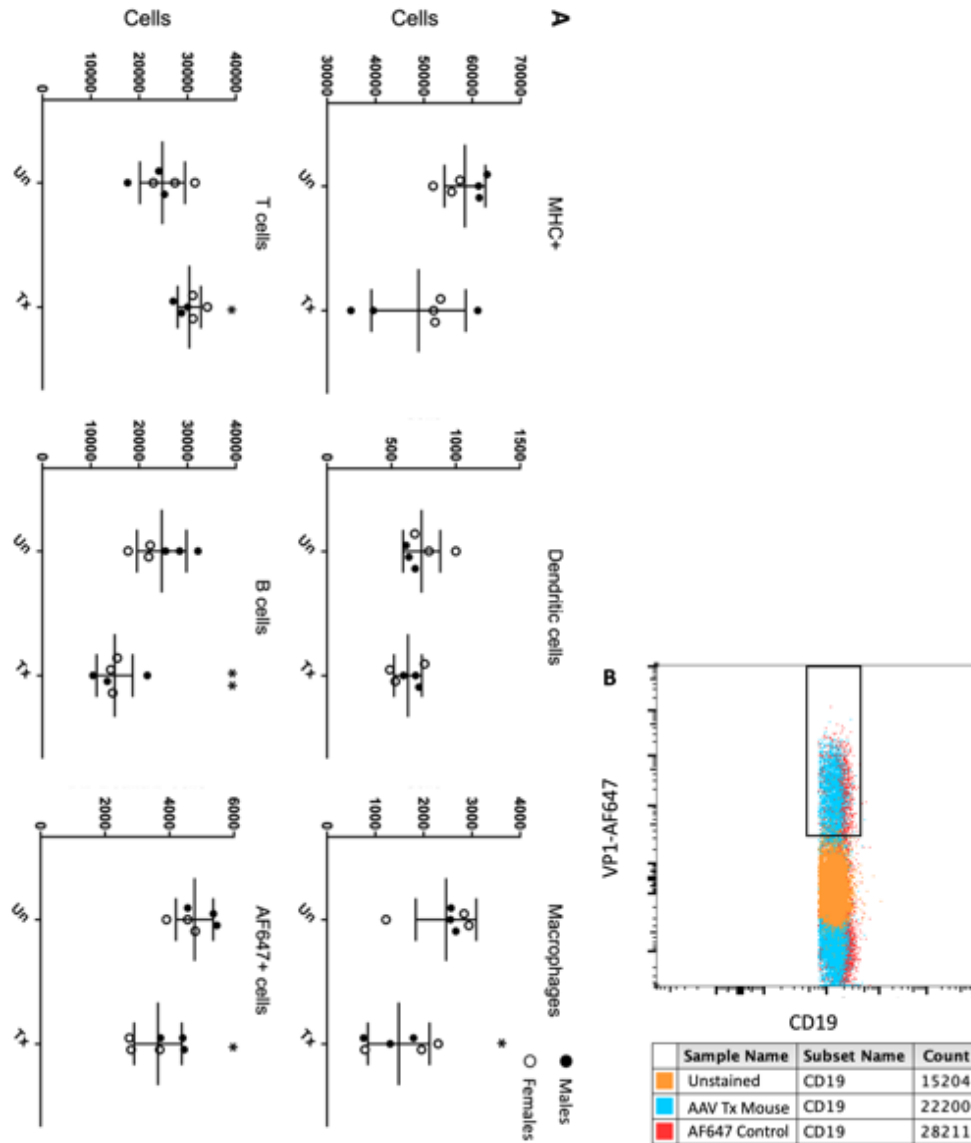 A
MHC+
Dendritic cells
Macrophages
Males
Females
Cells
70000
60000
50000
40000
30000
Un
Tx
1500
1000
500
Un
Tx
4000
3000
2000
1000
Un
Tx
*
T cells
B cells
AF647+ cells
Cells
40000
30000
20000
10000
0
Un
Tx
*
40000
30000
20000
10000
0
Un
Tx
**
6000
4000
2000
0
Un
Tx
*
B
VP1-AF647
CD19
Sample Name Subset Name Count
Unstained CD19 15204
AAV Tx Mouse CD19 22200
AF647 Control CD19 28211